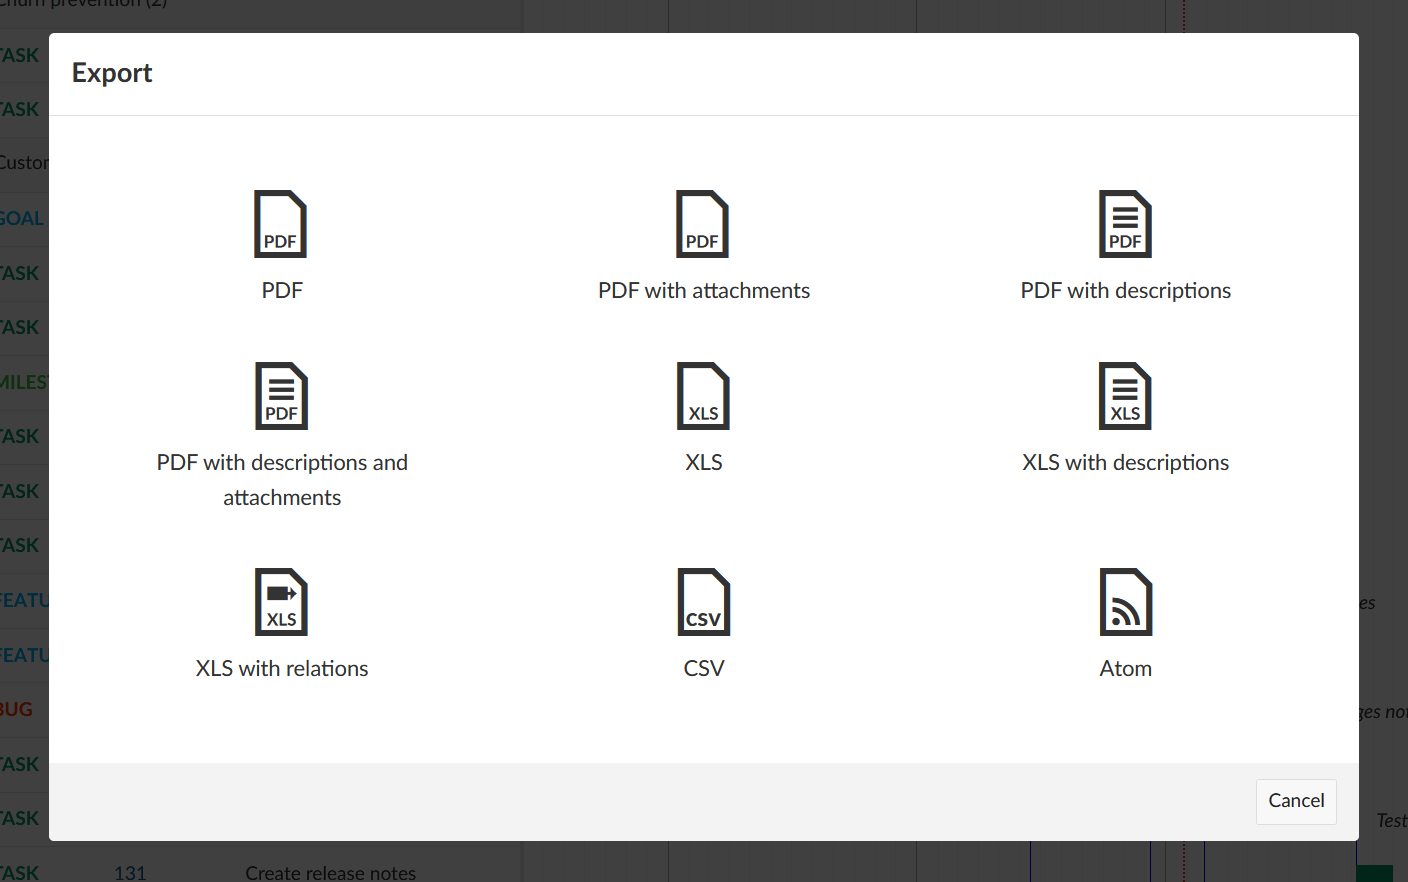 Churn prevention (2)
TASK
Export
TASK
Custom
GOAL
PDF PDF PDF
TASK
PDF PDF with attachments PDF with descriptions
TASK
MILES
PDF XLS XLS
TASK
PDF with descriptions and XLS XLS with descriptions
attachments
TASK
TASK
FEATU
XLS CSV
es
FEATU
XLS with relations CSV Atom
BUG
ges not
TASK
Cancel
TASK
Test
TASK 131 Create release notes